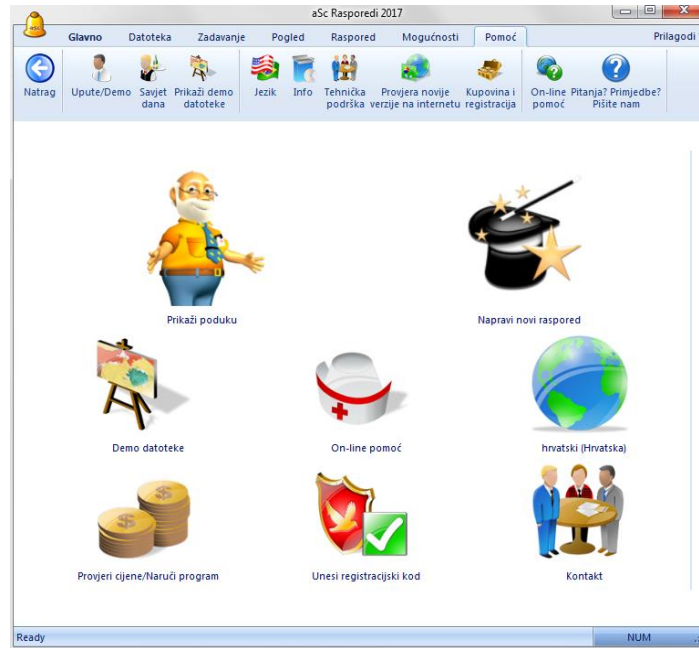 aSc Rasporedi 2017
aSc
Glavno Datoteka Zadavanje Pogled Raspored Mogućnosti Pomoć Prilagodi
Natrag Upute/Demo Savjet dana Prikaži demo datoteke Jezik Info Tehnička podrška Provjera novije verzije na internetu Kupovina i registracija On-line pomoć Pitanja? Primjedbe? Pišite nam
Prikaži poduku Napravi novi raspored
Demo datoteke On-line pomoć hrvatski (Hrvatska)
Provjeri cijene/Naruči program Unesi registracijski kod Kontakt
Ready NUM